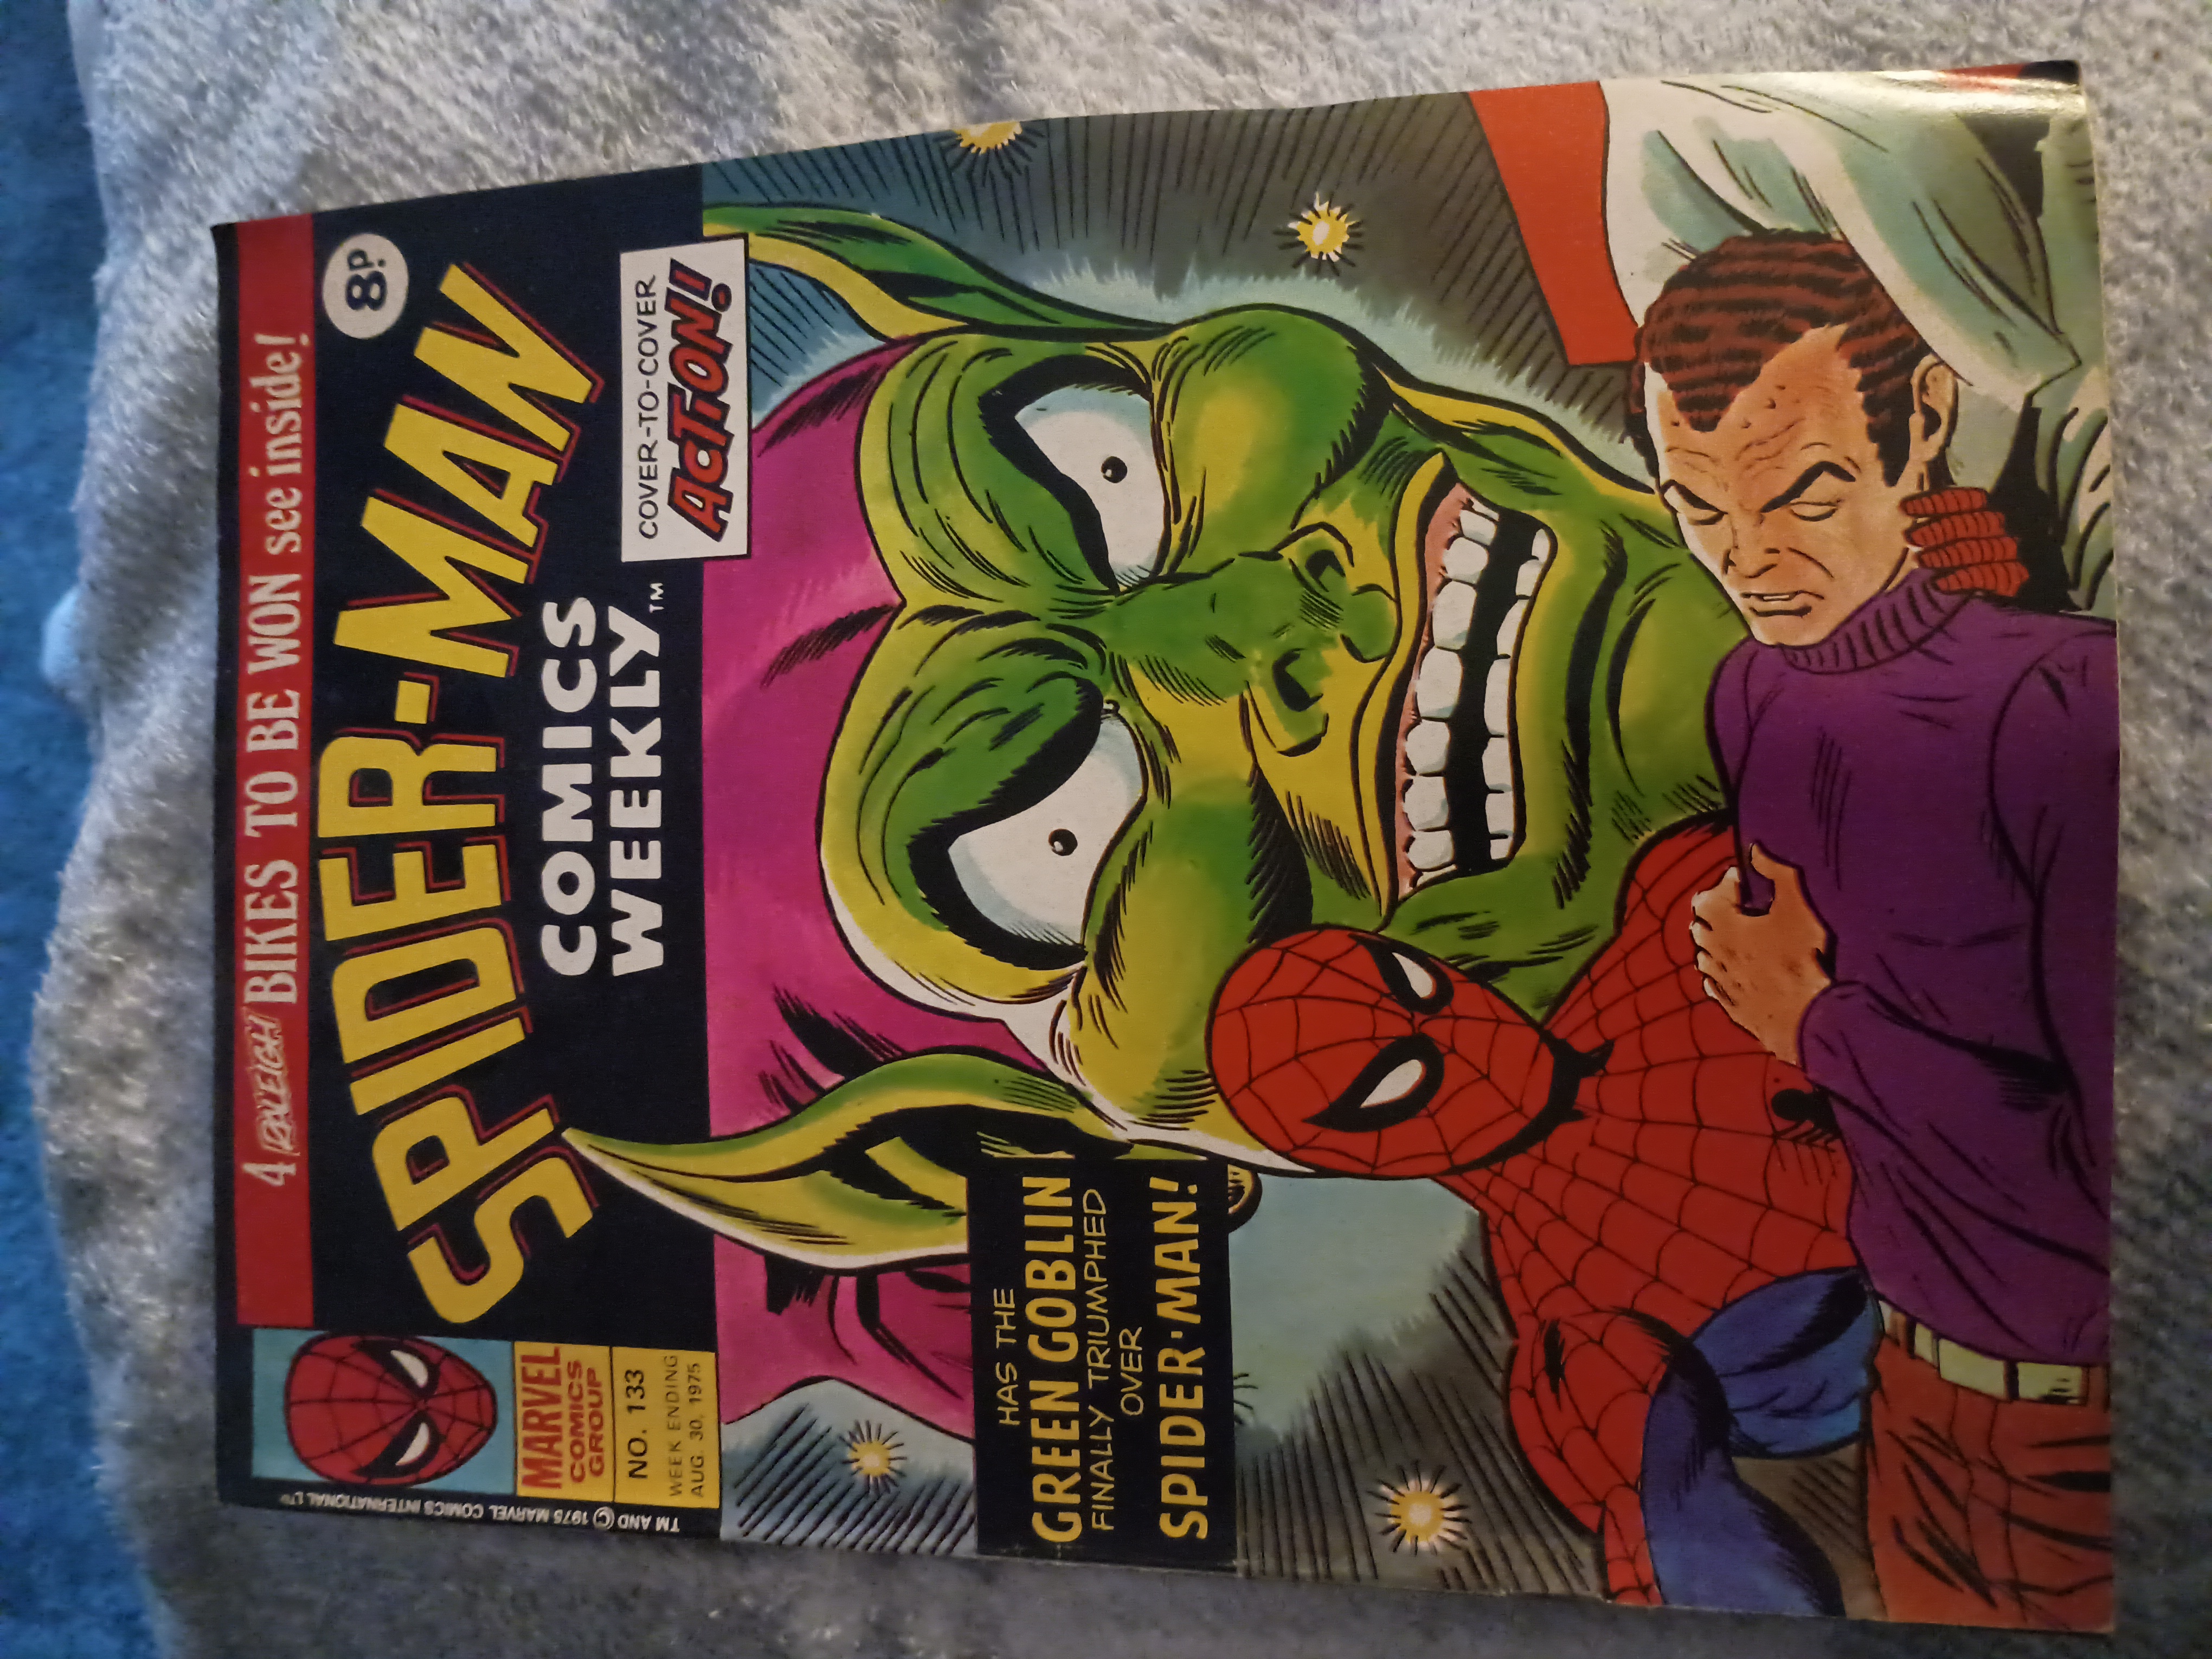 4 RALEIGH BIKES TO BE WON see inside!
8P.
SPIDER-MAN
COMICS
WEEKLY™
MARVEL
COMICS
GROUP
NO. 133
WEEK ENDING
AUG. 30, 1975
TM AND © 1975 MARVEL COMICS INTERNATIONAL LTD
COVER-TO-COVER
ACTION!
HAS THE
GREEN GOBLIN
FINALLY TRIUMPHED
OVER
SPIDER-MAN!